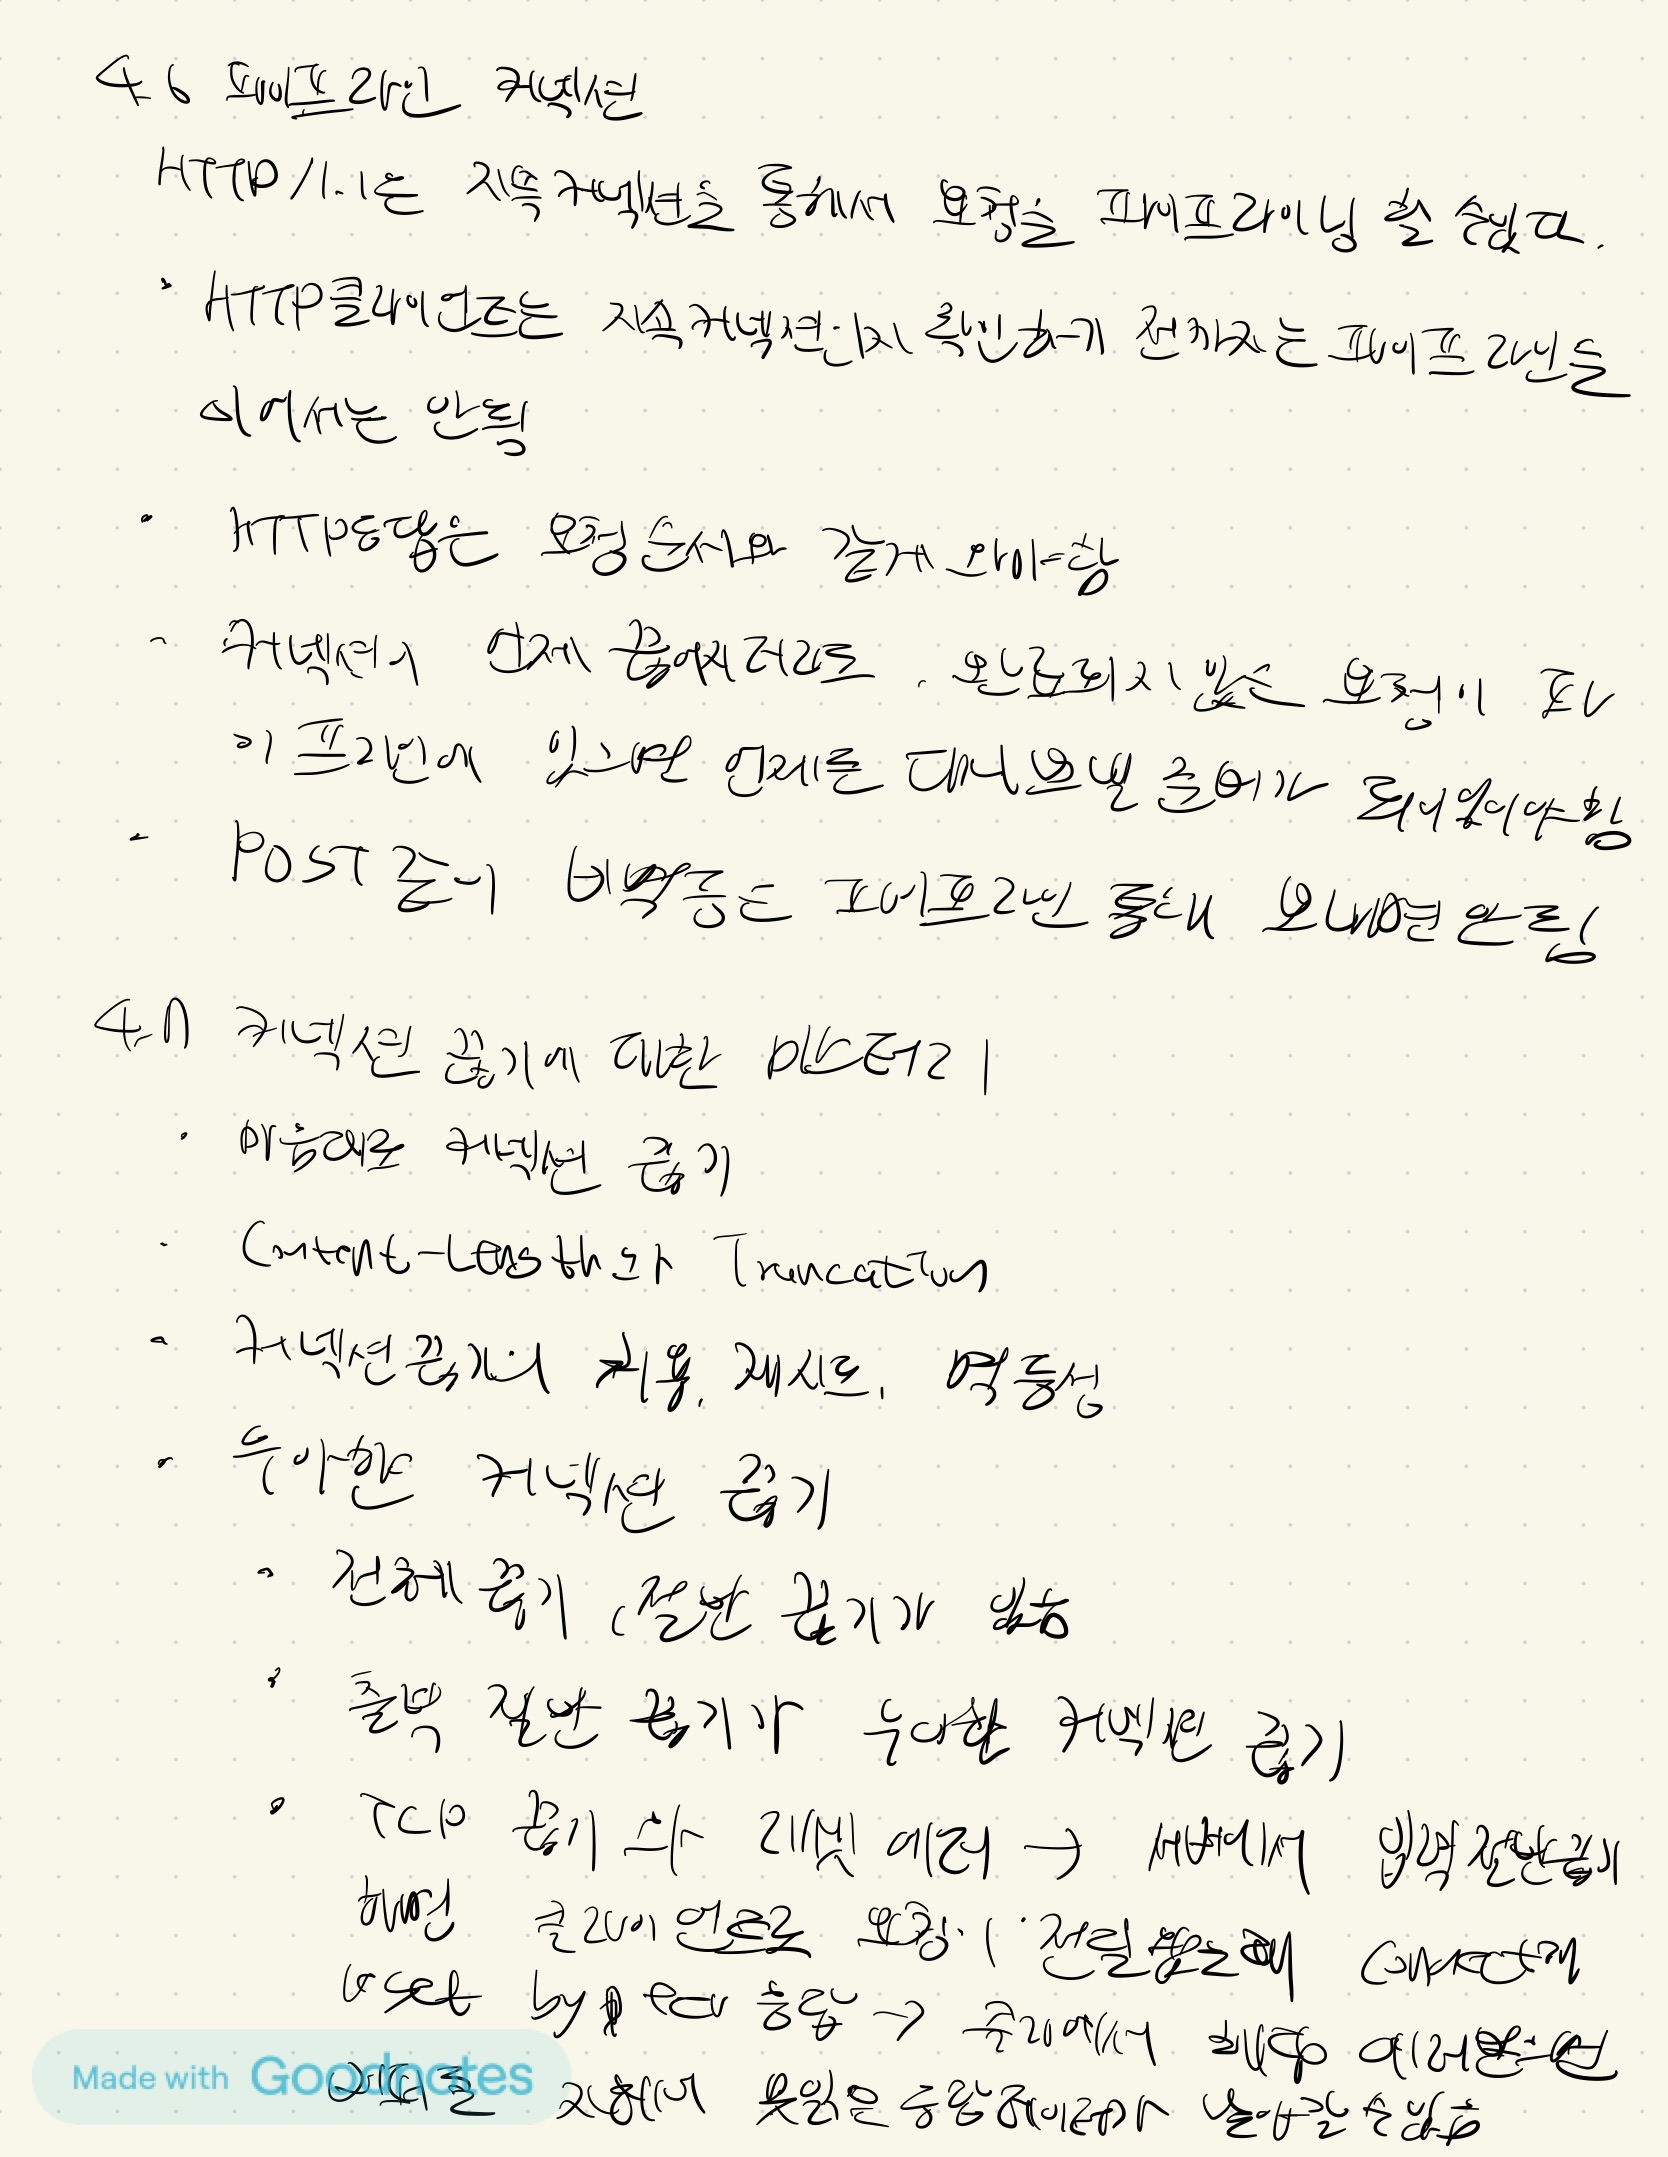 4.6 파이프라인 커넥션
HTTP/1.1은 지속커넥션을 통해서 요청을 파이프라이닝 할 수있다.
· HTTP클라이언트는 지속커넥션인지 확인하기 전까지는 파이프라인을
이어서는 안됨
· HTTP응답은 요청 순서와 같게 와야함
- 커넥션이 언제 끊어지더라도, 완료되지 않은 요청이 파
이프라인에 있으면 언제든 다시 보낼 준비가 되어있어야함
- POST 같이 비멱등은 파이프라인 통해 보내면 안됨
4.7 커넥션 끊기에 대한 미스터리
· 마음대로 커넥션 끊기
· Content-Length와 Truncation
- 커넥션 끊기의 허용, 재시도, 멱등성
· 우아한 커넥션 끊기
· 전체 끊기, 절반 끊기가 있음
· 출력 절반 끊기가 우아한 커넥션 끊기
· TCP 끊기 와 리셋 에러 → 서버에서 입력 절반끊기
하면 클라이언트로 요청이 전달 Connection
reset by peer 응답 → 중간에서 해당 에러
버퍼를 지워서 못읽은 응답 데이터가 날아갈 수있음
Made with Goodnotes